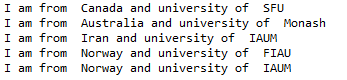 I am from  Canada and university of  SFU
I am from  Australia and university of  Monash
I am from  Iran and university of  IAUM
I am from  Norway and university of  FIAU
I am from  Norway and university of  IAUM